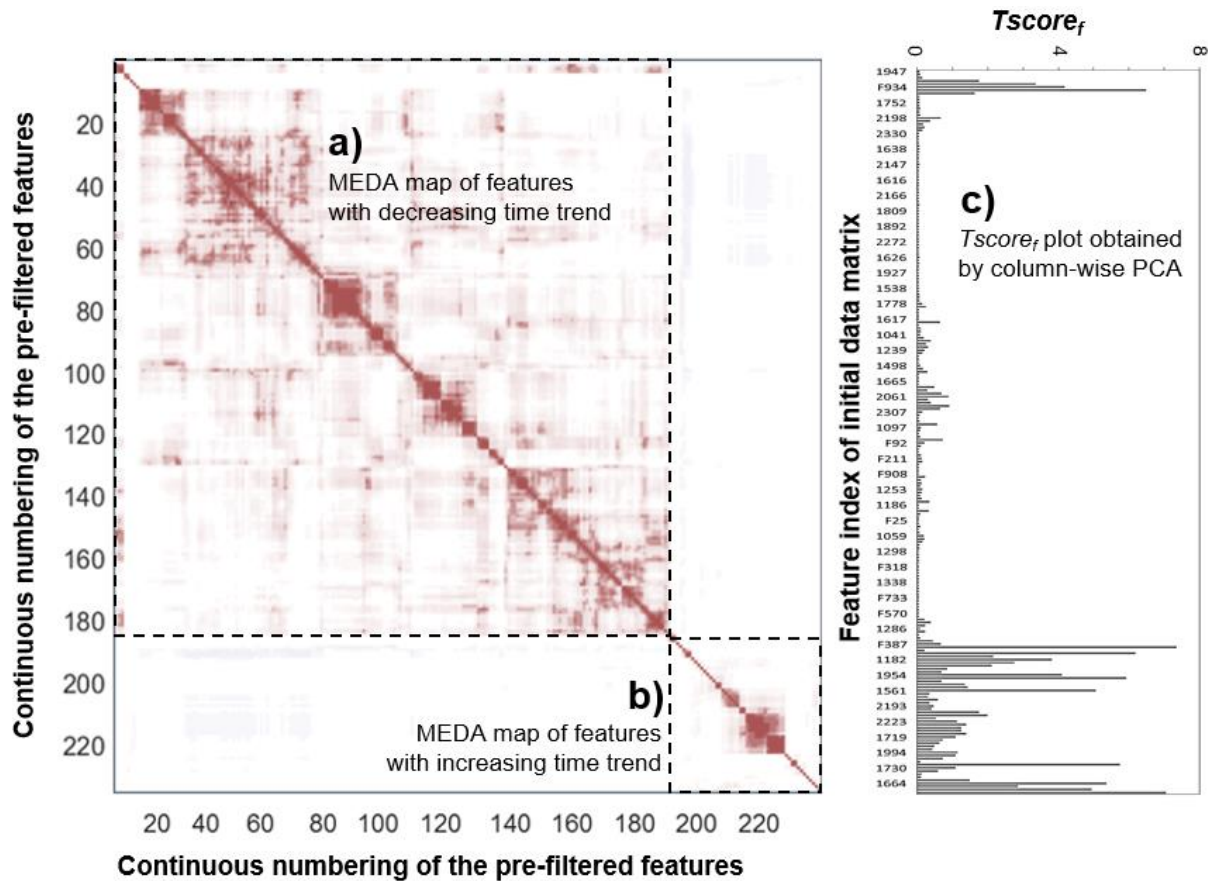 Continuous numbering of the pre-filtered features
20
40
60
80
100
120
140
160
180
200
220
a)
MEDA map of features
with decreasing time trend
b)
MEDA map of features
with increasing time trend
20 40 60 80 100 120 140 160 180 200 220
Continuous numbering of the pre-filtered features
Tscoref
0 4 8
Feature index of initial data matrix
1947
F934
1752
2198
2330
1638
2147
1616
2166
1809
1892
2272
1626
1927
1538
1778
1617
1041
1239
1498
1665
2061
2307
1097
F92
F211
F908
1253
1186
F25
1059
1298
F318
1338
F733
F570
1286
F387
1182
1954
1561
2193
2223
1719
1994
1730
1664
c)
Tscoref plot obtained
by column-wise PCA